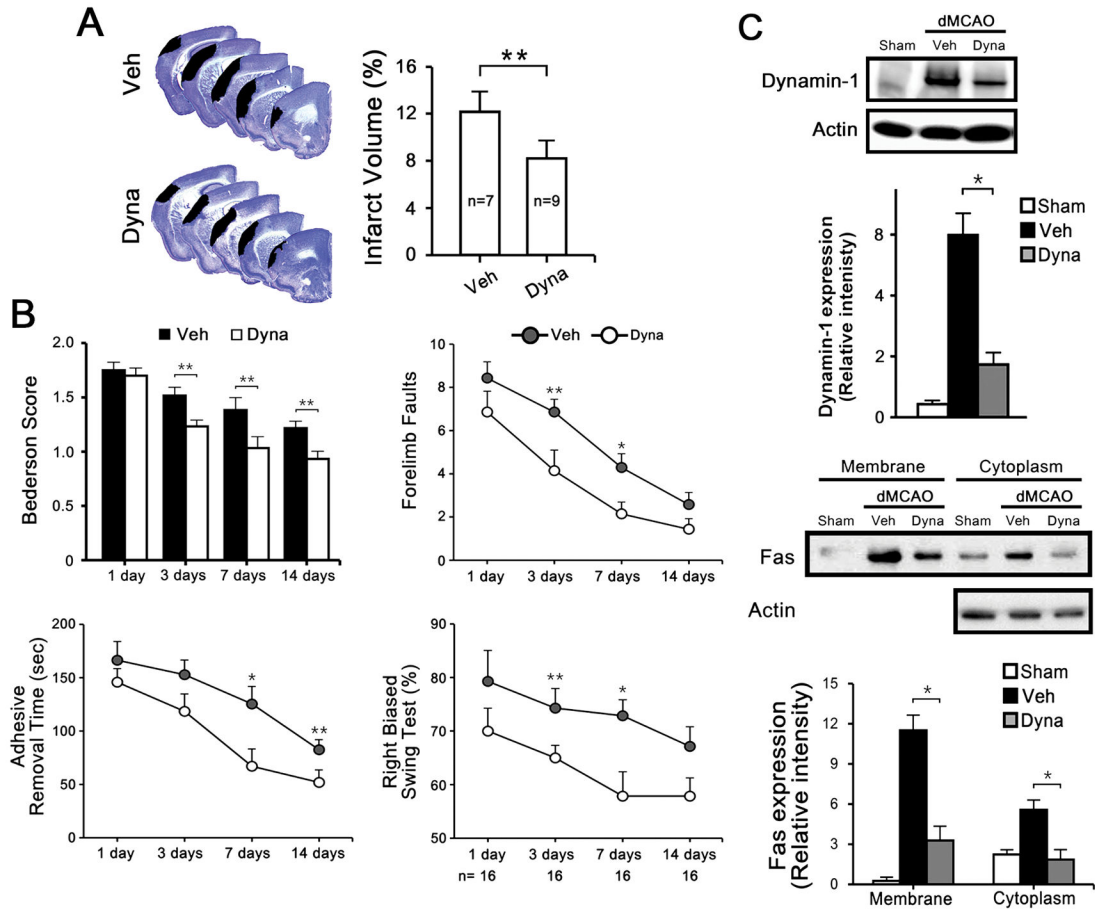 A
Veh
Dyna
Infarct Volume (%)
16
12
8
4
0
**
n=7
n=9
Veh
Dyna
B
Veh
Dyna
Bederson Score
2.0
1.5
1.0
0.5
0
**
**
**
1 day
3 days
7 days
14 days
Veh
Dyna
Forelimb Faults
10
8
6
4
2
0
**
*
1 day
3 days
7 days
14 days
Adhesive
Removal Time (sec)
200
150
100
50
0
*
**
1 day
3 days
7 days
14 days
Right Biased
Swing Test (%)
90
80
70
60
50
**
*
1 day
3 days
7 days
14 days
n= 16
16
16
16
C
dMCAO
Sham
Veh
Dyna
Dynamin-1
Actin
Dynamin-1 expression
(Relative intenisty)
8
6
4
2
0
*
Sham
Veh
Dyna
Membrane
Cytoplasm
dMCAO
dMCAO
Sham
Veh
Dyna
Sham
Veh
Dyna
Fas
Actin
Fas expression
(Relative intensity)
15
12
9
6
3
0
*
*
Sham
Veh
Dyna
Membrane
Cytoplasm